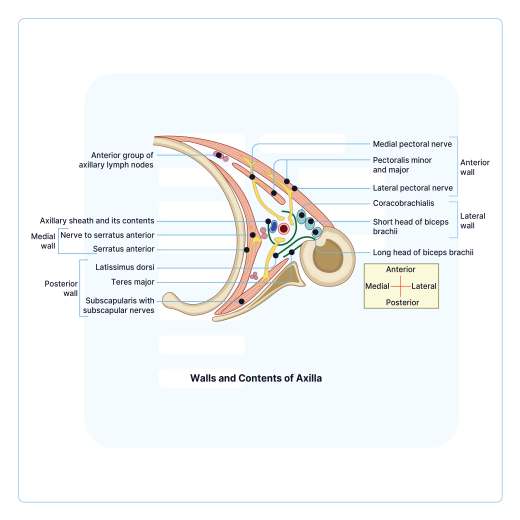 Anterior group of
axillary lymph nodes
Axillary sheath and its contents
Medial
wall
Nerve to serratus anterior
Serratus anterior
Latissimus dorsi
Teres major
Posterior
wall
Subscapularis with
subscapular nerves
Medial pectoral nerve
Pectoralis minor
and major
Anterior
wall
Lateral pectoral nerve
Coracobrachialis
Short head of biceps
brachii
Lateral
wall
Long head of biceps brachii
Anterior
Medial Lateral
Posterior
Walls and Contents of Axilla